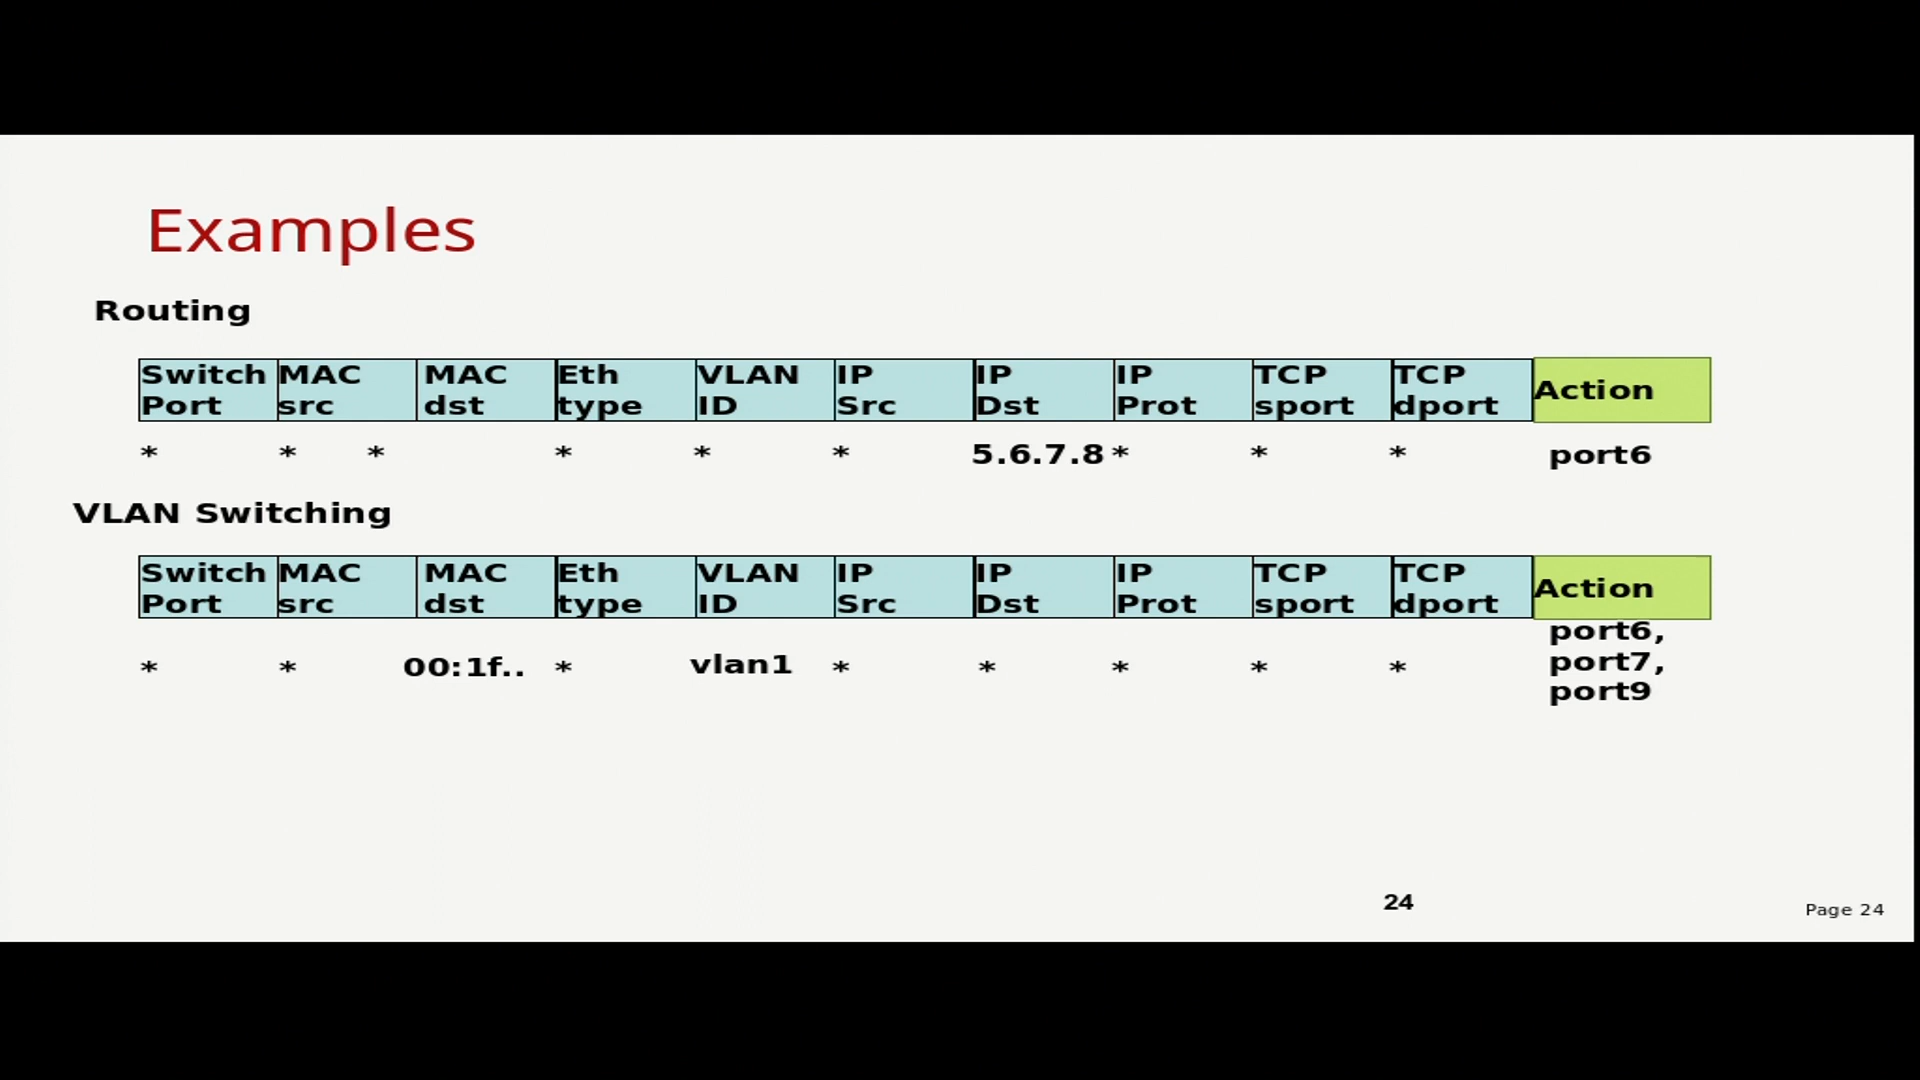 Examples
Routing
Switch Port MAC src MAC dst Eth type VLAN ID IP Src IP Dst IP Prot TCP sport TCP dport Action
* * * * * * 5.6.7.8 * * * port6
VLAN Switching
Switch Port MAC src MAC dst Eth type VLAN ID IP Src IP Dst IP Prot TCP sport TCP dport Action
* * 00:1f.. * vlan1 * * * * * port6, port7, port9
24
Page 24